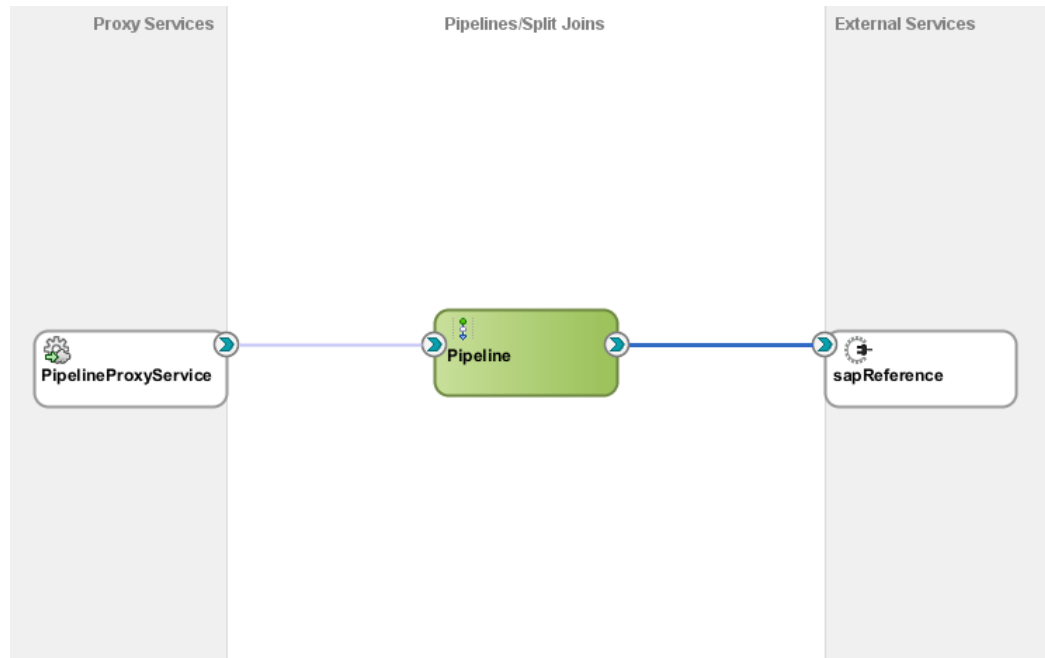 Proxy Services
Pipelines/Split Joins
External Services
PipelineProxyService
Pipeline
sapReference